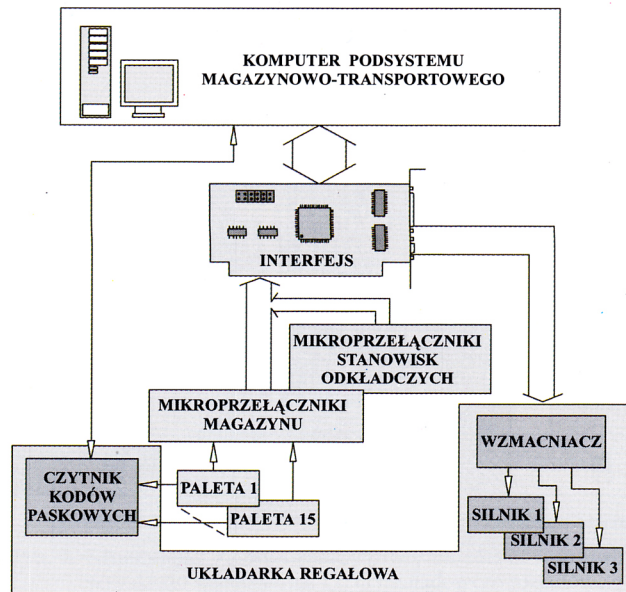 KOMPUTER PODSYSTEMU
MAGAZYNOWO-TRANSPORTOWEGO
INTERFEJS
MIKROPRZEŁĄCZNIKI
STANOWISK
ODKŁADCZYCH
MIKROPRZEŁĄCZNIKI
MAGAZYNU
CZYTNIK
KODÓW
PASKOWYCH
PALETA 1
PALETA 15
WZMACNIACZ
SILNIK 1
SILNIK 2
SILNIK 3
UKŁADARKA REGAŁOWA